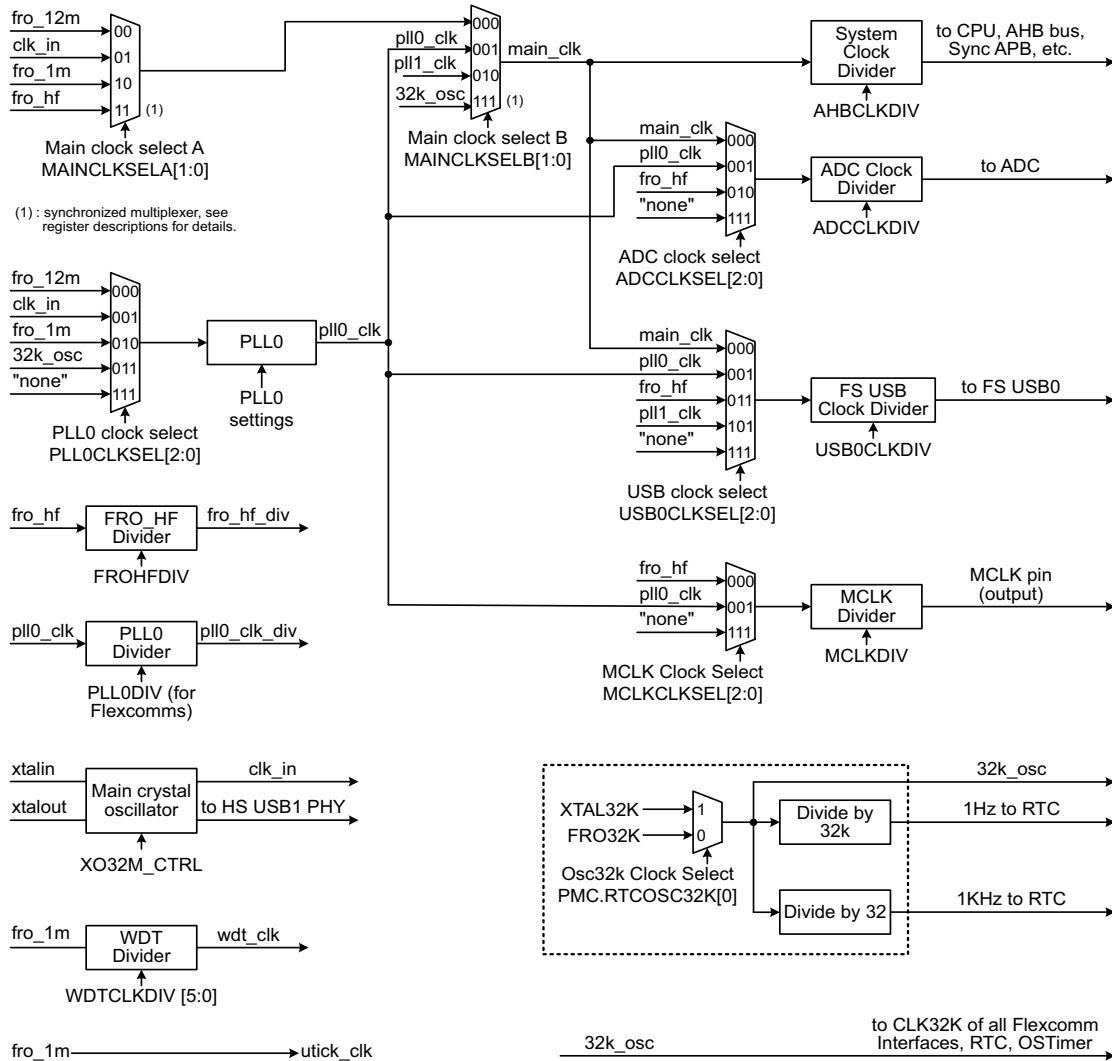 fro_12m
clk_in
fro_1m
fro_hf
00
01
10
11
(1)
Main clock select A
MAINCLKSELA[1:0]
(1) : synchronized multiplexer, see
register descriptions for details.
pll0_clk
pll1_clk
32k_osc
000
001
010
111
(1)
Main clock select B
MAINCLKSELB[1:0]
main_clk
System
Clock
Divider
AHBCLKDIV
to CPU, AHB bus,
Sync APB, etc.
main_clk
pll0_clk
fro_hf
"none"
000
001
010
111
ADC clock select
ADCCLKSEL[2:0]
ADC Clock
Divider
ADCCLKDIV
to ADC
fro_12m
clk_in
fro_1m
32k_osc
"none"
000
001
010
011
111
PLL0 clock select
PLL0CLKSEL[2:0]
PLL0
PLL0
settings
pll0_clk
main_clk
pll0_clk
fro_hf
pll1_clk
"none"
000
001
011
101
111
USB clock select
USB0CLKSEL[2:0]
FS USB
Clock Divider
USB0CLKDIV
to FS USB0
fro_hf
FRO_HF
Divider
fro_hf_div
FROHFDIV
fro_hf
pll0_clk
"none"
000
001
111
MCLK Clock Select
MCLKCLKSEL[2:0]
MCLK
Divider
MCLKDIV
MCLK pin
(output)
pll0_clk
PLL0
Divider
pll0_clk_div
PLL0DIV (for
Flexcomms)
xtalin
xtalout
Main crystal
oscillator
clk_in
to HS USB1 PHY
XO32M_CTRL
XTAL32K
FRO32K
1
0
Osc32k Clock Select
PMC.RTCOSC32K[0]
Divide by
32k
Divide by 32
32k_osc
1Hz to RTC
1KHz to RTC
fro_1m
WDT
Divider
wdt_clk
WDTCLKDIV [5:0]
fro_1m
utick_clk
32k_osc
to CLK32K of all Flexcomm
Interfaces, RTC, OSTimer